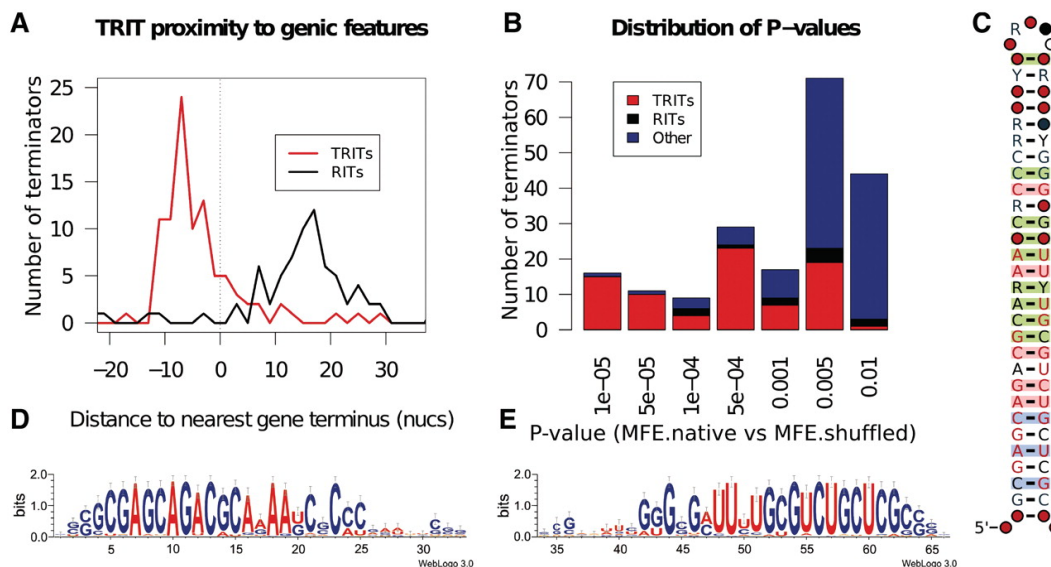 A
TRIT proximity to genic features
Number of terminators
25
20
15
10
5
0
TRITs
RITs
−20
−10
0
10
20
30
Distance to nearest gene terminus (nucs)
B
Distribution of P−values
Number of terminators
70
60
50
40
30
20
10
0
TRITs
RITs
Other
1e−05
5e−05
1e−04
5e−04
0.001
0.005
0.01
P-value (MFE.native vs MFE.shuffled)
C
R
Y R
R
R Y
C G
C G
C G
R
C G
A U
A U
R Y
A U
C G
G C
C G
A U
G C
A U
C G
G C
A U
G C
C G
G C
5'
D
bits
2.0
1.0
0.0
5
10
15
20
25
30
WebLogo 3.0
E
bits
2.0
1.0
0.0
35
40
45
50
55
60
65
WebLogo 3.0